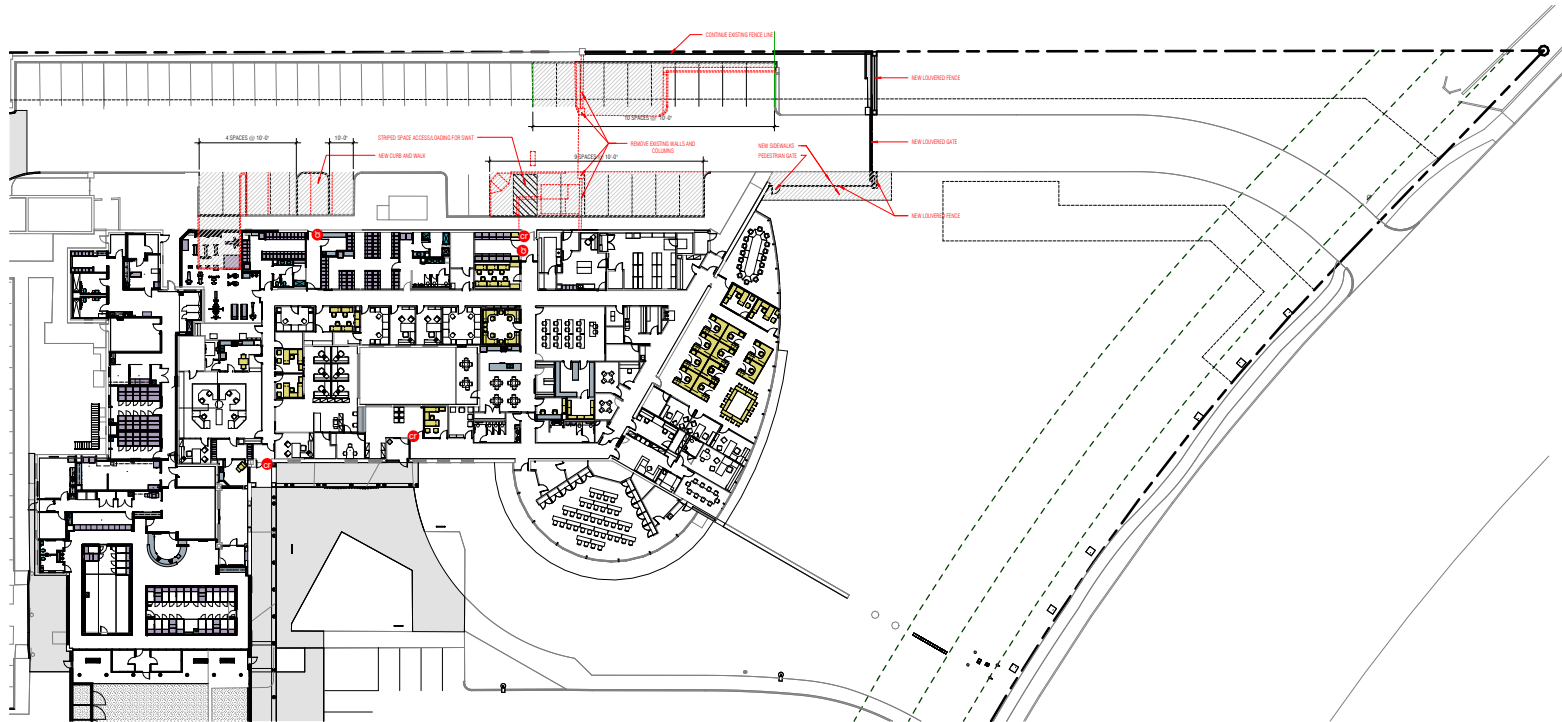 CONTINUE EXISTING FENCE LINE
NEW LOUVERED FENCE
10 SPACES @ 10'-0"
4 SPACES @ 10'-0"
10'-0"
STRIPED SPACE ACCESS/LOADING FOR SWAT
REMOVE EXISTING WALLS AND
COLUMNS
NEW LOUVERED GATE
NEW SIDEWALKS
NEW CURB AND WALK
9 SPACES @ 10'-0"
PEDESTRIAN GATE
NEW LOUVERED FENCE
cr
cr
cr